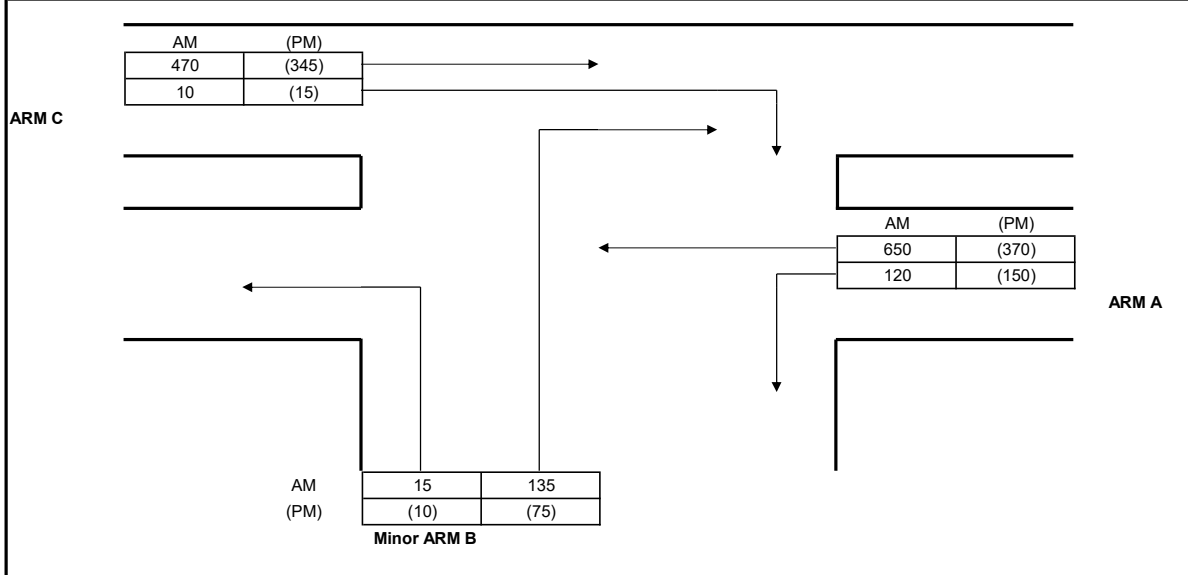 AM (PM)
470 (345)
10 (15)
ARM C
AM (PM)
650 (370)
120 (150)
ARM A
AM 15 135
(PM) (10) (75)
Minor ARM B